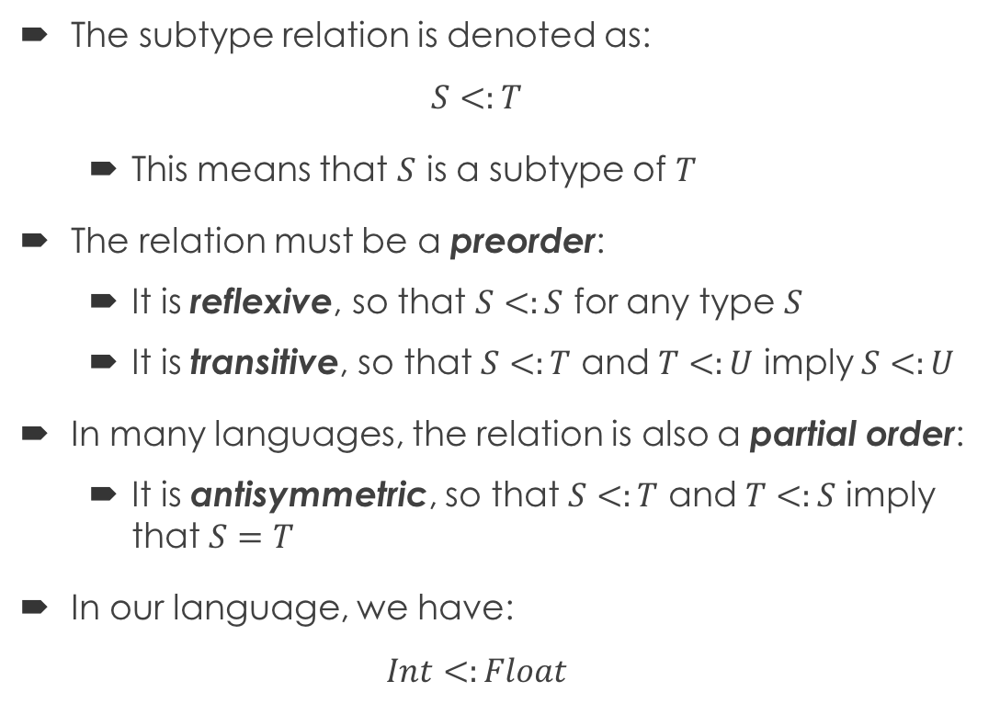 The subtype relation is denoted as:
S <: T
This means that S is a subtype of T
The relation must be a preorder:
It is reflexive, so that S <: S for any type S
It is transitive, so that S <: T and T <: U imply S <: U
In many languages, the relation is also a partial order:
It is antisymmetric, so that S <: T and T <: S imply
that S = T
In our language, we have:
Int <: Float